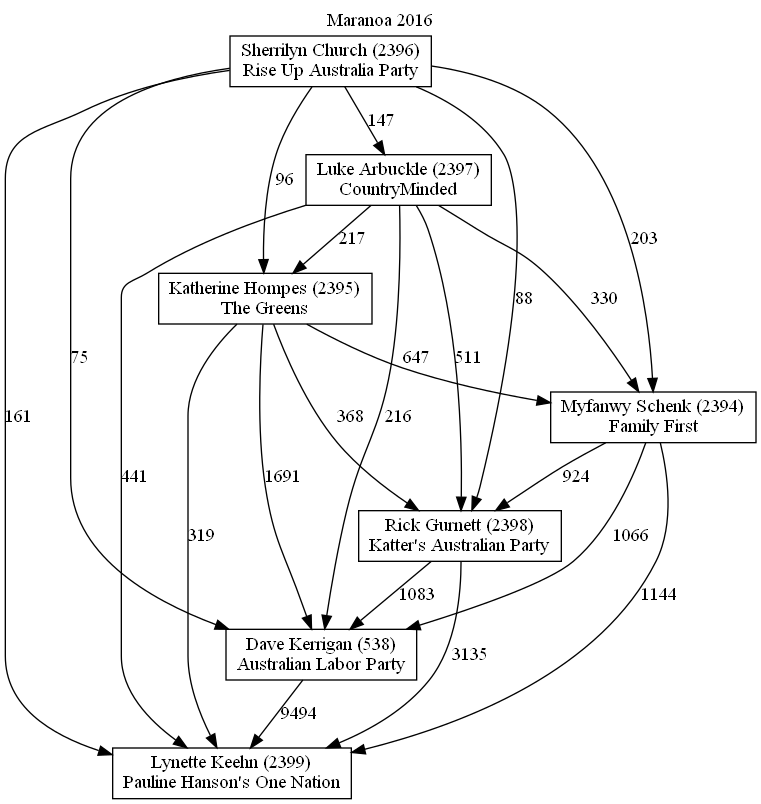 Maranoa 2016
Sherrilyn Church (2396)
Rise Up Australia Party
147
Luke Arbuckle (2397)
CountryMinded
96
217
203
Katherine Hompes (2395)
The Greens
88
330
75
647
511
Myfanwy Schenk (2394)
Family First
161
368
216
441
1691
924
Rick Gurnett (2398)
Katter's Australian Party
319
1066
1083
1144
Dave Kerrigan (538)
Australian Labor Party
3135
9494
Lynette Keehn (2399)
Pauline Hanson's One Nation